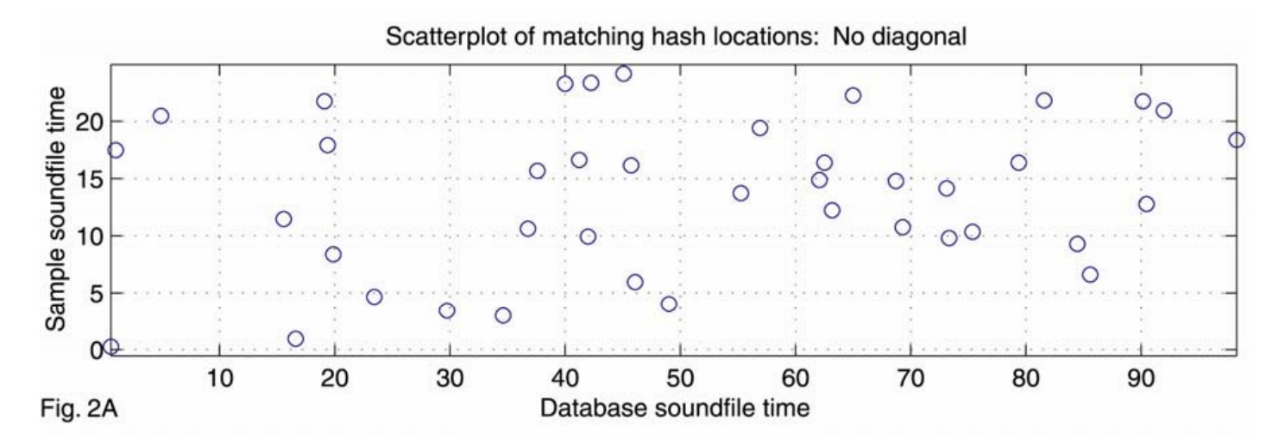 Scatterplot of matching hash locations: No diagonal
Sample soundfile time
20
15
10
5
0
10 20 30 40 50 60 70 80 90
Fig. 2A
Database soundfile time